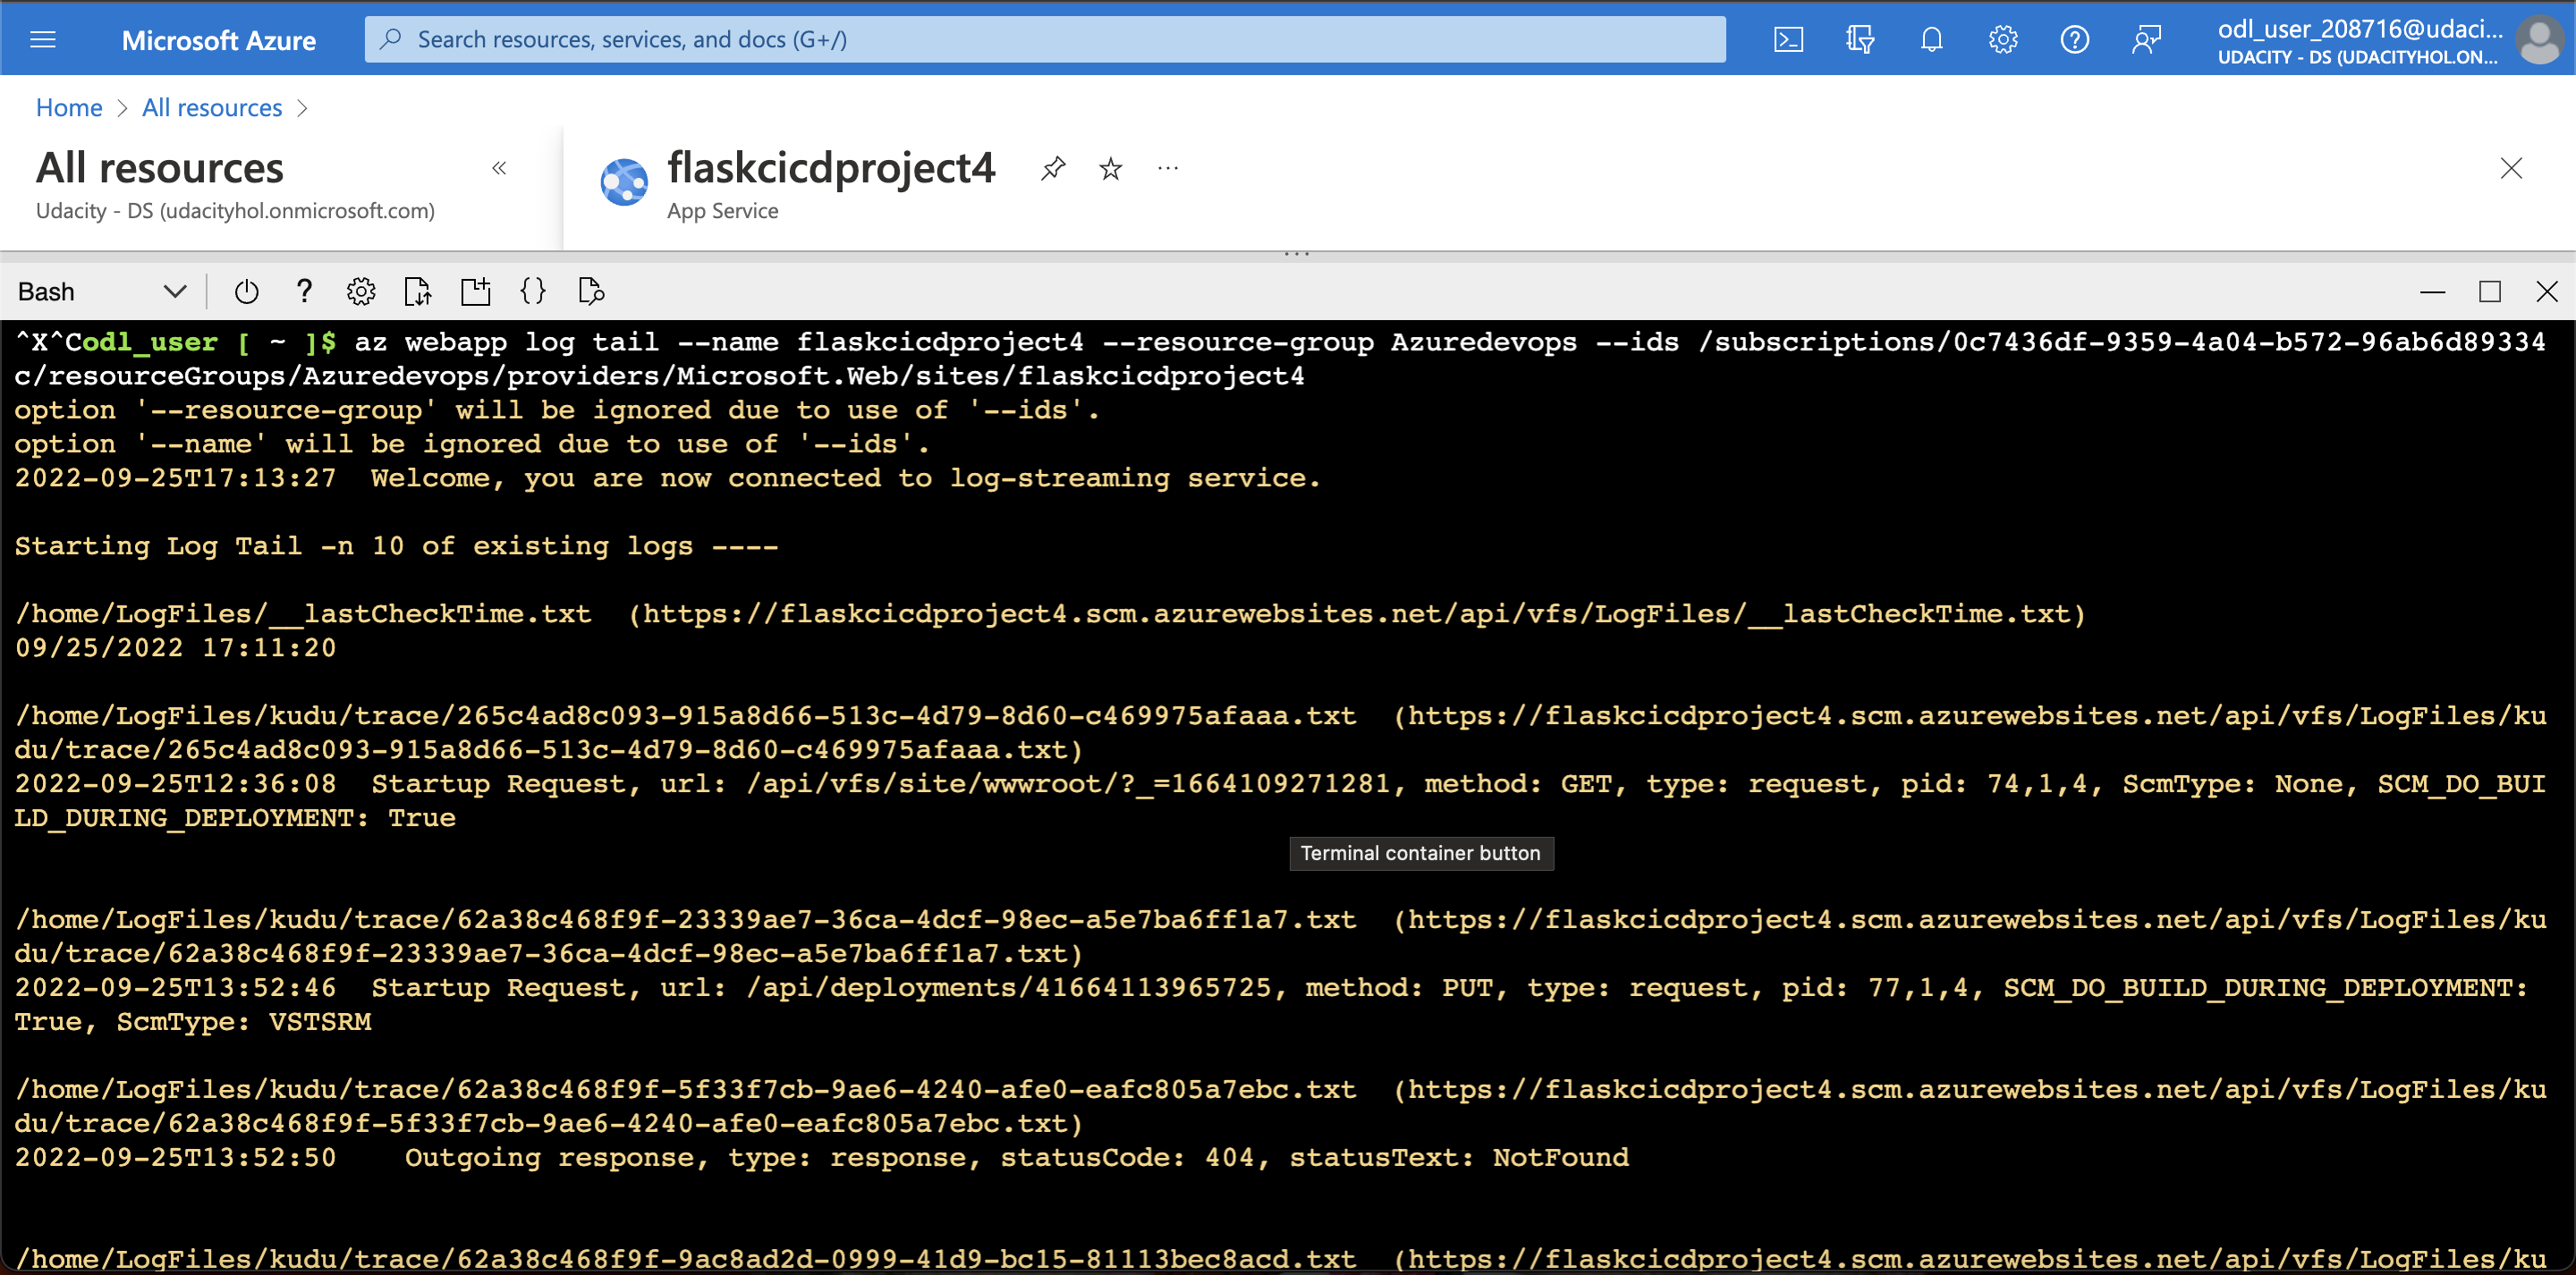 Microsoft Azure
Search resources, services, and docs (G+/)
odl_user_208716@udaci...
UDACITY - DS (UDACITYHOL.ON...
Home > All resources >
All resources «
Udacity - DS (udacityhol.onmicrosoft.com)
flaskcicdproject4 ...
App Service
Bash
^X^Codl_user [ ~ ]$ az webapp log tail --name flaskcicdproject4 --resource-group Azuredevops --ids /subscriptions/0c7436df-9359-4a04-b572-96ab6d89334
c/resourceGroups/Azuredevops/providers/Microsoft.Web/sites/flaskcicdproject4
option '--resource-group' will be ignored due to use of '--ids'.
option '--name' will be ignored due to use of '--ids'.
2022-09-25T17:13:27  Welcome, you are now connected to log-streaming service.
Starting Log Tail -n 10 of existing logs ----
/home/LogFiles/__lastCheckTime.txt  (https://flaskcicdproject4.scm.azurewebsites.net/api/vfs/LogFiles/__lastCheckTime.txt)
09/25/2022 17:11:20
/home/LogFiles/kudu/trace/265c4ad8c093-915a8d66-513c-4d79-8d60-c469975afaaa.txt  (https://flaskcicdproject4.scm.azurewebsites.net/api/vfs/LogFiles/ku
du/trace/265c4ad8c093-915a8d66-513c-4d79-8d60-c469975afaaa.txt)
2022-09-25T12:36:08  Startup Request, url: /api/vfs/site/wwwroot/?_=1664109271281, method: GET, type: request, pid: 74,1,4, ScmType: None, SCM_DO_BUI
LD_DURING_DEPLOYMENT: True
Terminal container button
/home/LogFiles/kudu/trace/62a38c468f9f-23339ae7-36ca-4dcf-98ec-a5e7ba6ff1a7.txt  (https://flaskcicdproject4.scm.azurewebsites.net/api/vfs/LogFiles/ku
du/trace/62a38c468f9f-23339ae7-36ca-4dcf-98ec-a5e7ba6ff1a7.txt)
2022-09-25T13:52:46  Startup Request, url: /api/deployments/41664113965725, method: PUT, type: request, pid: 77,1,4, SCM_DO_BUILD_DURING_DEPLOYMENT:
True, ScmType: VSTSRM
/home/LogFiles/kudu/trace/62a38c468f9f-5f33f7cb-9ae6-4240-afe0-eafc805a7ebc.txt  (https://flaskcicdproject4.scm.azurewebsites.net/api/vfs/LogFiles/ku
du/trace/62a38c468f9f-5f33f7cb-9ae6-4240-afe0-eafc805a7ebc.txt)
2022-09-25T13:52:50    Outgoing response, type: response, statusCode: 404, statusText: NotFound
/home/LogFiles/kudu/trace/62a38c468f9f-9ac8ad2d-0999-41d9-bc15-81113bec8acd.txt  (https://flaskcicdproject4.scm.azurewebsites.net/api/vfs/LogFiles/ku